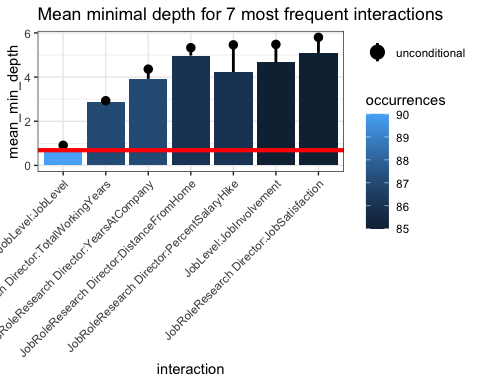 Mean minimal depth for 7 most frequent interactions
mean_min_depth
6
4
2
0
JobLevel:JobLevel
Director:TotalWorkingYears
JobRoleResearch Director:YearsAtCompany
JobRoleResearch Director:DistanceFromHome
JobRoleResearch Director:PercentSalaryHike
JobLevel:JobInvolvement
JobRoleResearch Director:JobSatisfaction
interaction
unconditional
occurrences
90
89
88
87
86
85